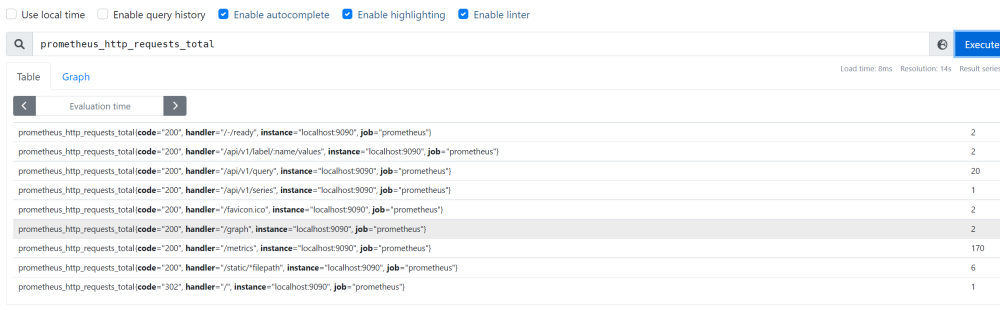 Use local time Enable query history Enable autocomplete Enable highlighting Enable linter
prometheus_http_requests_total Execute
Load time: 8ms Resolution: 14s Result series
Table Graph
Evaluation time
prometheus_http_requests_total{code="200", handler="/-/ready", instance="localhost:9090", job="prometheus"} 2
prometheus_http_requests_total{code="200", handler="/api/v1/label/:name/values", instance="localhost:9090", job="prometheus"} 2
prometheus_http_requests_total{code="200", handler="/api/v1/query", instance="localhost:9090", job="prometheus"} 20
prometheus_http_requests_total{code="200", handler="/api/v1/series", instance="localhost:9090", job="prometheus"} 1
prometheus_http_requests_total{code="200", handler="/favicon.ico", instance="localhost:9090", job="prometheus"} 2
prometheus_http_requests_total{code="200", handler="/graph", instance="localhost:9090", job="prometheus"} 2
prometheus_http_requests_total{code="200", handler="/metrics", instance="localhost:9090", job="prometheus"} 170
prometheus_http_requests_total{code="200", handler="/static/*filepath", instance="localhost:9090", job="prometheus"} 6
prometheus_http_requests_total{code="302", handler="/", instance="localhost:9090", job="prometheus"} 1